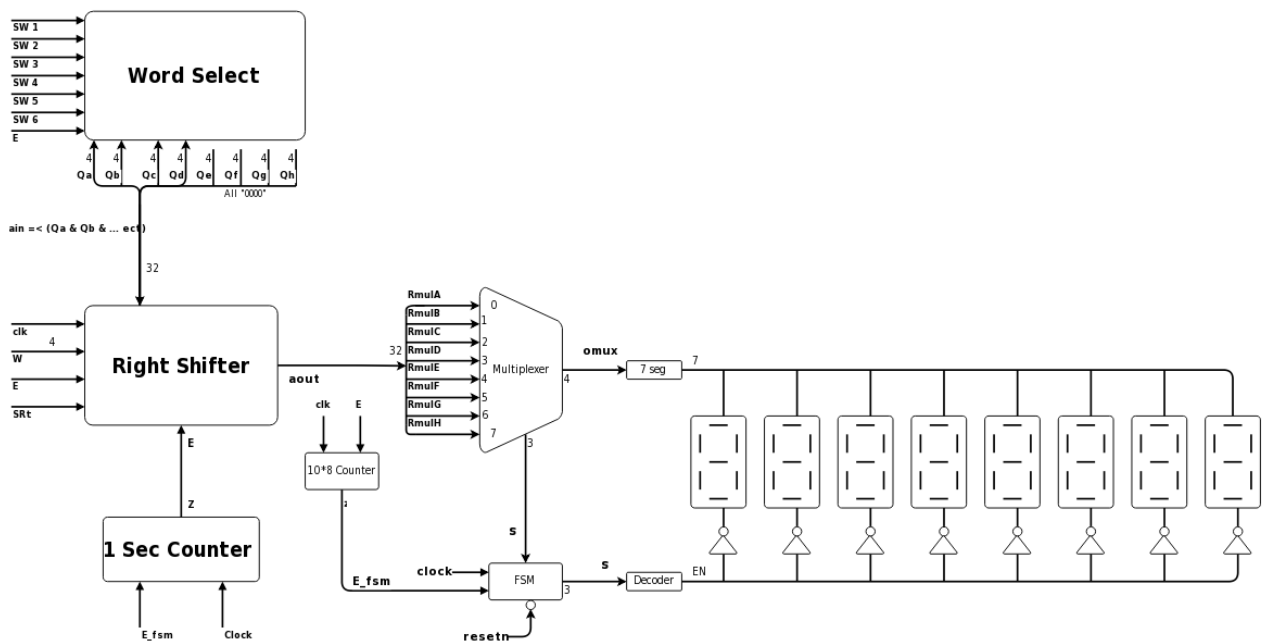 SW 1
SW 2
SW 3
SW 4
SW 5
SW 6
E
Word Select
4 4 4 4 4 4 4 4
Qa Qb Qc Qd Qe Qf Qg Qh
All "0000"
ain =< (Qa & Qb & ... ect)
32
clk
4
W
E
SRt
Right Shifter
aout
32
RmulA
RmulB
RmulC
RmulD
RmulE
RmulF
RmulG
RmulH
0
1
2
3
4
5
6
7
Multiplexer
4
3
omux
7 seg
7
clk E
10*8 Counter
E
Z
1 Sec Counter
E_fsm Clock
E_fsm
s
clock
FSM
3
resetn
s
Decoder
EN